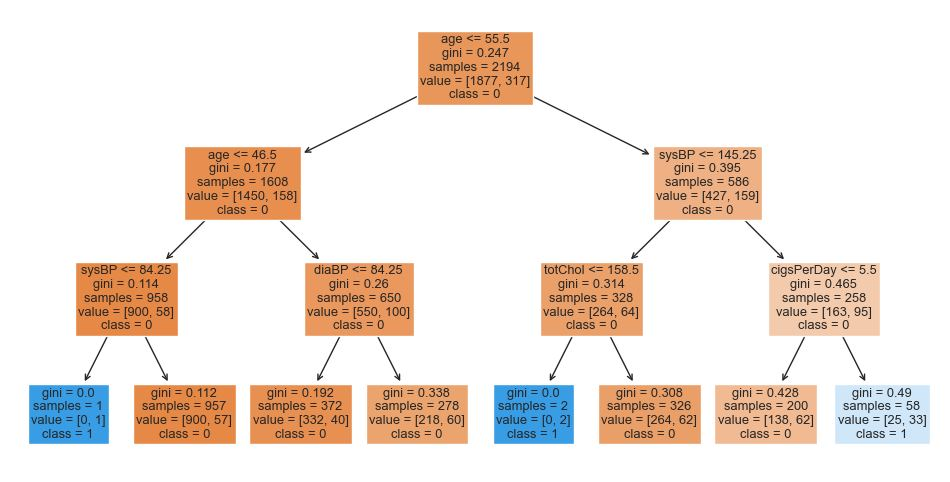 age <= 55.5
gini = 0.247
samples = 2194
value = [1877, 317]
class = 0
age <= 46.5
gini = 0.177
samples = 1608
value = [1450, 158]
class = 0
sysBP <= 145.25
gini = 0.395
samples = 586
value = [427, 159]
class = 0
sysBP <= 84.25
gini = 0.114
samples = 958
value = [900, 58]
class = 0
diaBP <= 84.25
gini = 0.26
samples = 650
value = [550, 100]
class = 0
totChol <= 158.5
gini = 0.314
samples = 328
value = [264, 64]
class = 0
cigsPerDay <= 5.5
gini = 0.465
samples = 258
value = [163, 95]
class = 0
gini = 0.0
samples = 1
value = [0, 1]
class = 1
gini = 0.112
samples = 957
value = [900, 57]
class = 0
gini = 0.192
samples = 372
value = [332, 40]
class = 0
gini = 0.338
samples = 278
value = [218, 60]
class = 0
gini = 0.0
samples = 2
value = [0, 2]
class = 1
gini = 0.308
samples = 326
value = [264, 62]
class = 0
gini = 0.428
samples = 200
value = [138, 62]
class = 0
gini = 0.49
samples = 58
value = [25, 33]
class = 1